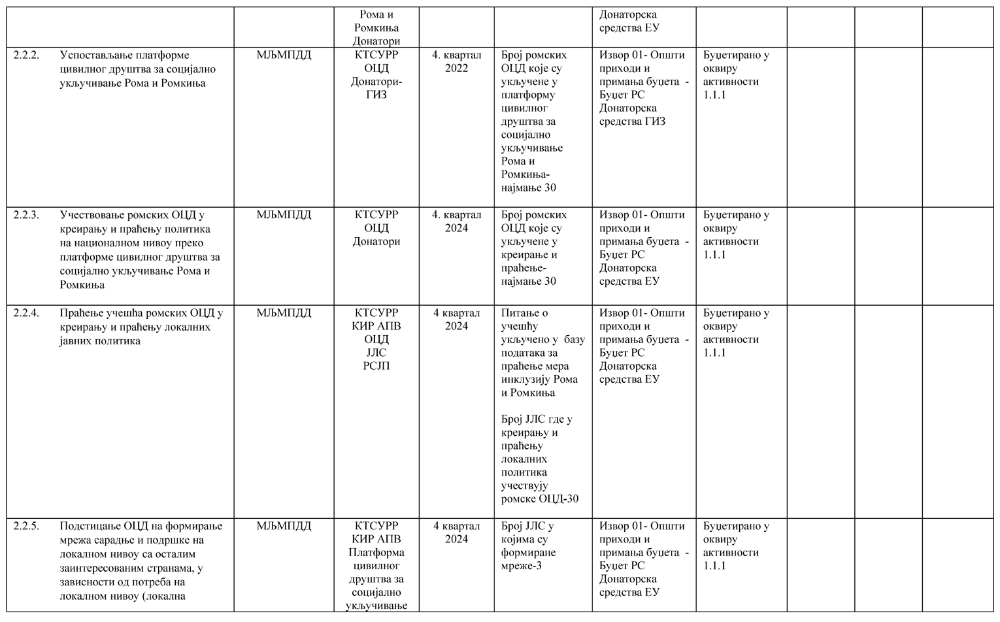 Рома и
Ромкиња
Донатори
Донаторска
средства ЕУ
2.2.2.
Успостављање платформе
цивилног друштва за социјално
укључивање Рома и Ромкиња
МЉМПДД
КТСУРР
ОЦД
Донатори-
ГИЗ
4. квартал
2022
Број ромских
ОЦД које су
укључене у
платформу
цивилног
друштва за
социјално
укључивање
Рома и
Ромкиња-
најмање 30
Извор 01- Општи
приходи и
примања буџета -
Буџет РС
Донаторска
средства ГИЗ
Буџетирано у
оквиру
активности
1.1.1
2.2.3.
Учествовање ромских ОЦД у
креирању и праћењу политика
на националном нивоу преко
платформе цивилног друштва за
социјално укључивање Рома и
Ромкиња
МЉМПДД
КТСУРР
ОЦД
Донатори
4. квартал
2024
Број ромских
ОЦД које су
укључене у
креирање и
праћење-
најмање 30
Извор 01- Општи
приходи и
примања буџета -
Буџет РС
Донаторска
средства ЕУ
Буџетирано у
оквиру
активности
1.1.1
2.2.4.
Праћење учешћа ромских ОЦД у
креирању и праћењу локалних
јавних политика
МЉМПДД
КТСУРР
КИР АПВ
ОЦД
ЈЛС
РСЈП
4 квартал
2024
Питање о
учешћу
укључено у базу
података за
праћење мера
инклузију Рома
и Ромкиња
Број ЈЛС где у
креирању и
праћењу
локалних
политика
учествују
ромске ОЦД-30
Извор 01- Општи
приходи и
примања буџета -
Буџет РС
Донаторска
средства ЕУ
Буџетирано у
оквиру
активности
1.1.1
2.2.5.
Подстицање ОЦД на формирање
мрежа сарадње и подршке на
локалном нивоу са осталим
заинтересованим странама, у
зависности од потреба на
локалном нивоу (локална
МЉМПДД
КТСУРР
КИР АПВ
Платформа
цивилног
друштва за
социјално
укључивање
4 квартал
2024
Број ЈЛС у
којима су
формиране
мреже-3
Извор 01- Општи
приходи и
примања буџета -
Буџет РС
Донаторска
средства ЕУ
Буџетирано у
оквиру
активности
1.1.1